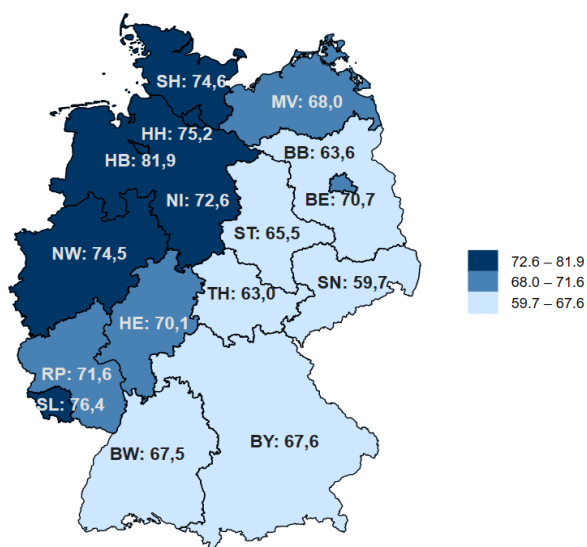 SH: 74,6
MV: 68,0
HH: 75,2
BB: 63,6
HB: 81,9
NI: 72,6
BE: 70,7
ST: 65,5
NW: 74,5
SN: 59,7
TH: 63,0
HE: 70,1
RP: 71,6
SL: 76,4
BW: 67,5
BY: 67,6
72.6 – 81.9
68.0 – 71.6
59.7 – 67.6